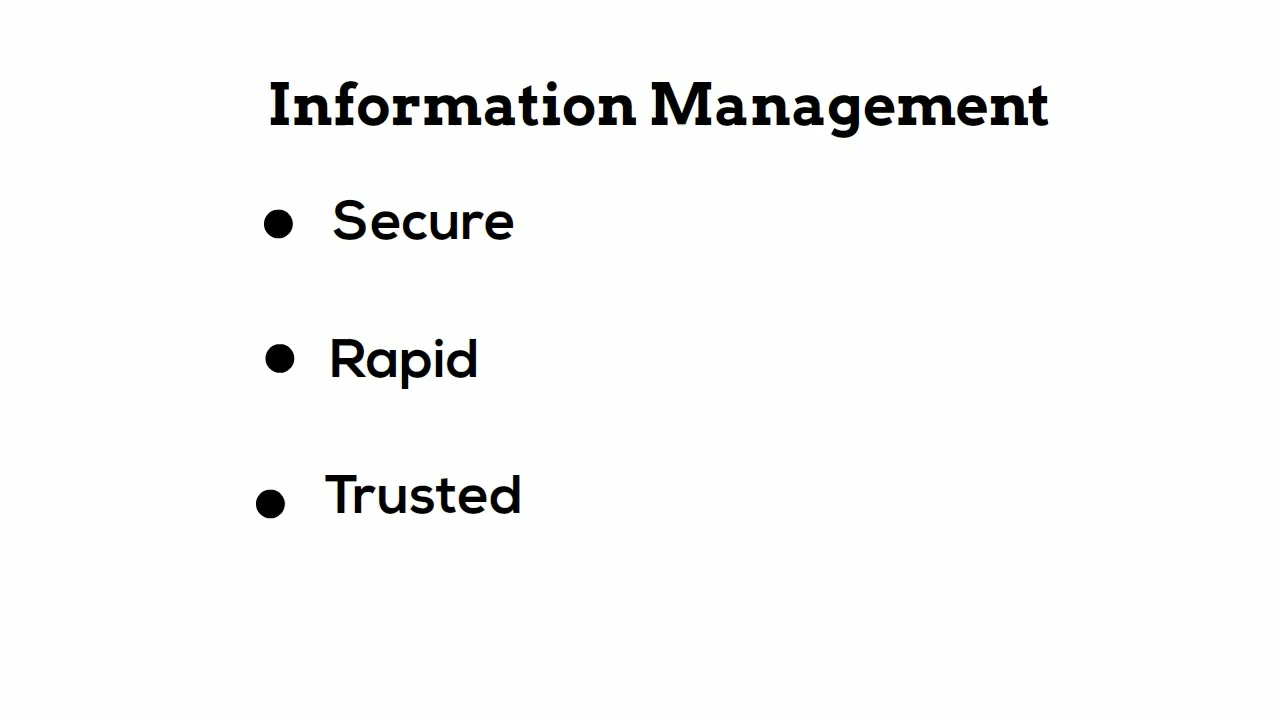 Information Management
● Secure
● Rapid
● Trusted